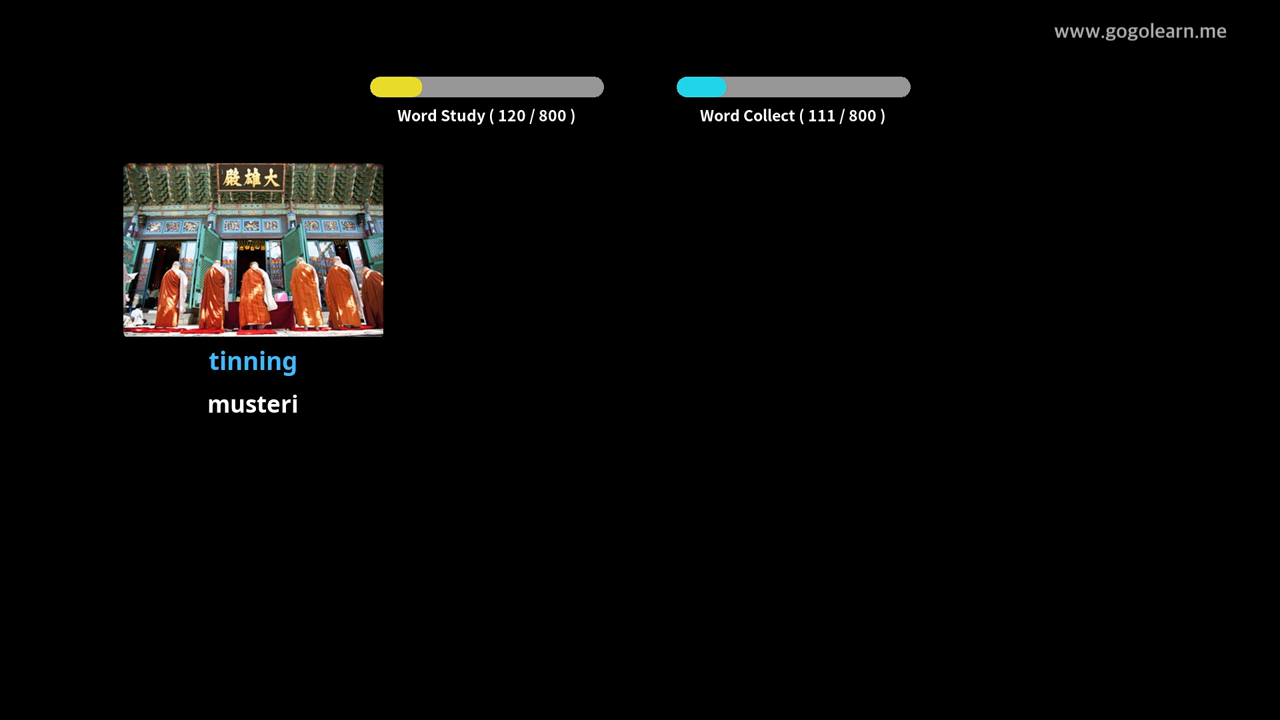 www.gogolearn.me
Word Study ( 120 / 800 )
Word Collect ( 111 / 800 )
殿雄大
tinning
musteri